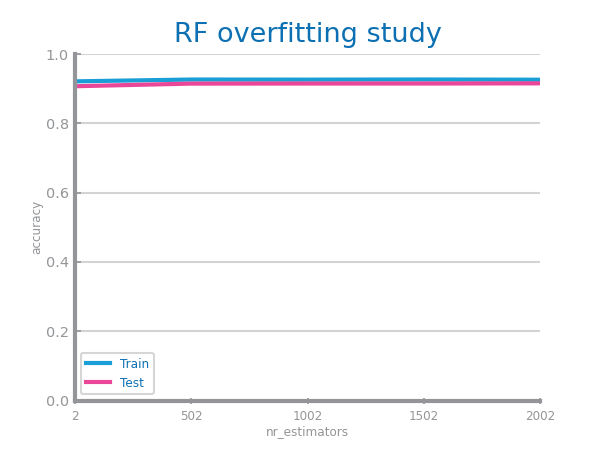 RF overfitting study
1.0
0.8
0.6
0.4
0.2
0.0
accuracy
Train
Test
2 502 1002 1502 2002
nr_estimators